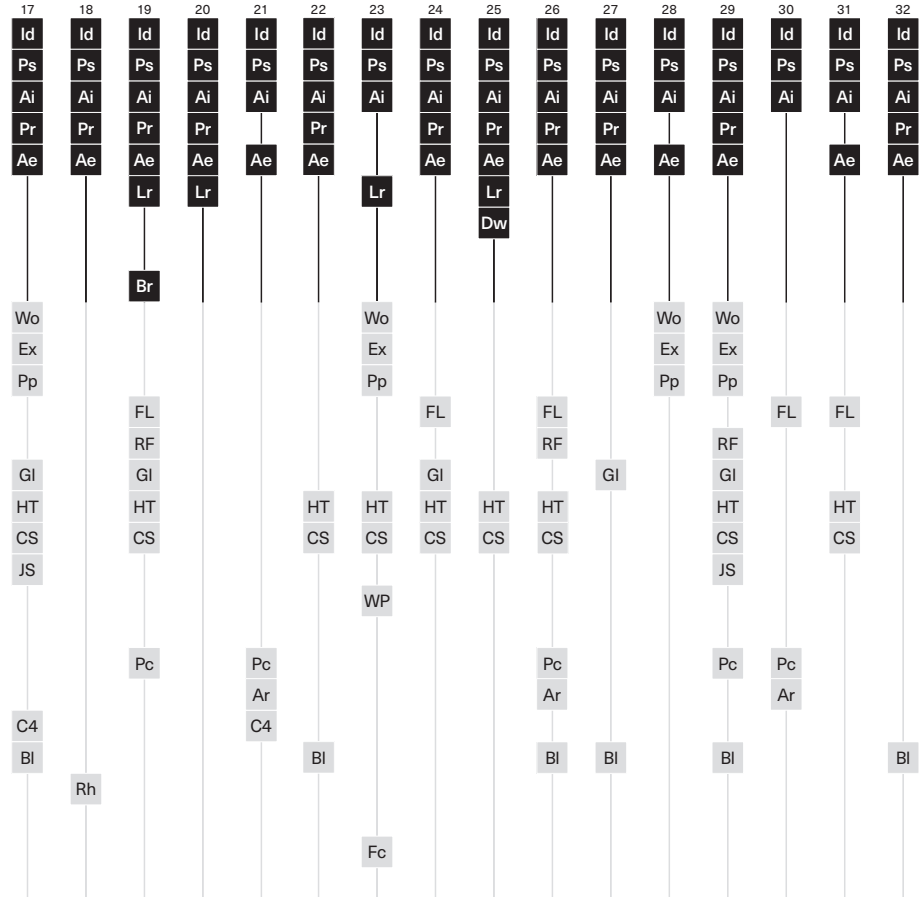 17 18 19 20 21 22 23 24 25 26 27 28 29 30 31 32
Id Id Id Id Id Id Id Id Id Id Id Id Id Id Id Id
Ps Ps Ps Ps Ps Ps Ps Ps Ps Ps Ps Ps Ps Ps Ps Ps
Ai Ai Ai Ai Ai Ai Ai Ai Ai Ai Ai Ai Ai Ai Ai Ai
Pr Pr Pr Pr Pr Pr Pr Pr Pr Pr Pr
Ae Ae Ae Ae Ae Ae Ae Ae Ae Ae Ae Ae Ae Ae
Lr Lr Lr Lr
Dw
Br
Wo Wo Wo Wo
Ex Ex Ex Ex
Pp Pp Pp Pp
FL FL FL FL FL
RF RF RF
Gl Gl Gl Gl Gl
HT HT HT HT HT HT HT HT HT
CS CS CS CS CS CS CS CS CS
JS JS
WP
Pc Pc Pc Pc Pc
Ar Ar Ar
C4 C4
Bl Bl Bl Bl Bl Bl
Rh
Fc